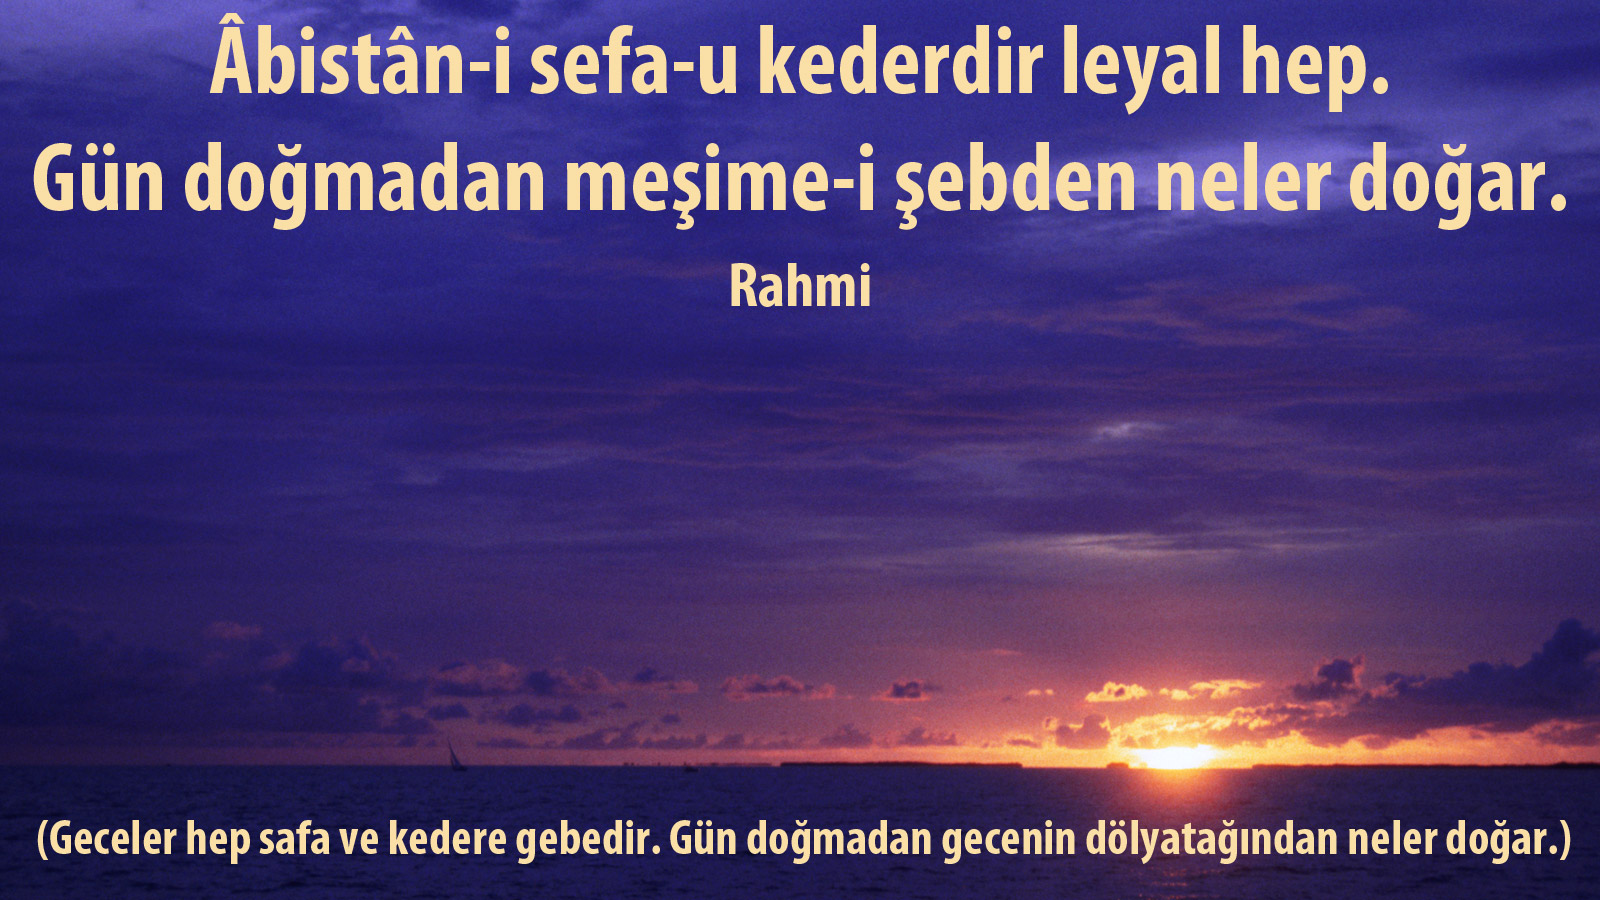 Âbistân-i sefa-u kederdir leyal hep.
Gün doğmadan meşime-i şebden neler doğar.
Rahmi
(Geceler hep safa ve kedere gebedir. Gün doğmadan gecenin dölyatağından neler doğar.)